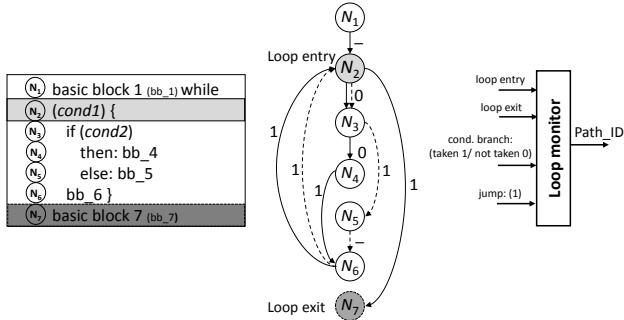 N1 basic block 1 (bb_1) while
N2 (cond1) {
N3 if (cond2)
N4 then: bb_4
N5 else: bb_5
N6 bb_6 }
N7 basic block 7 (bb_7)
N1
–
Loop entry
N2
0
N3
0
1
1
N4
1
1
1
N5
–
N6
Loop exit
N7
loop entry
loop exit
cond. branch:
(taken 1/ not taken 0)
jump: (1)
Loop monitor
Path_ID